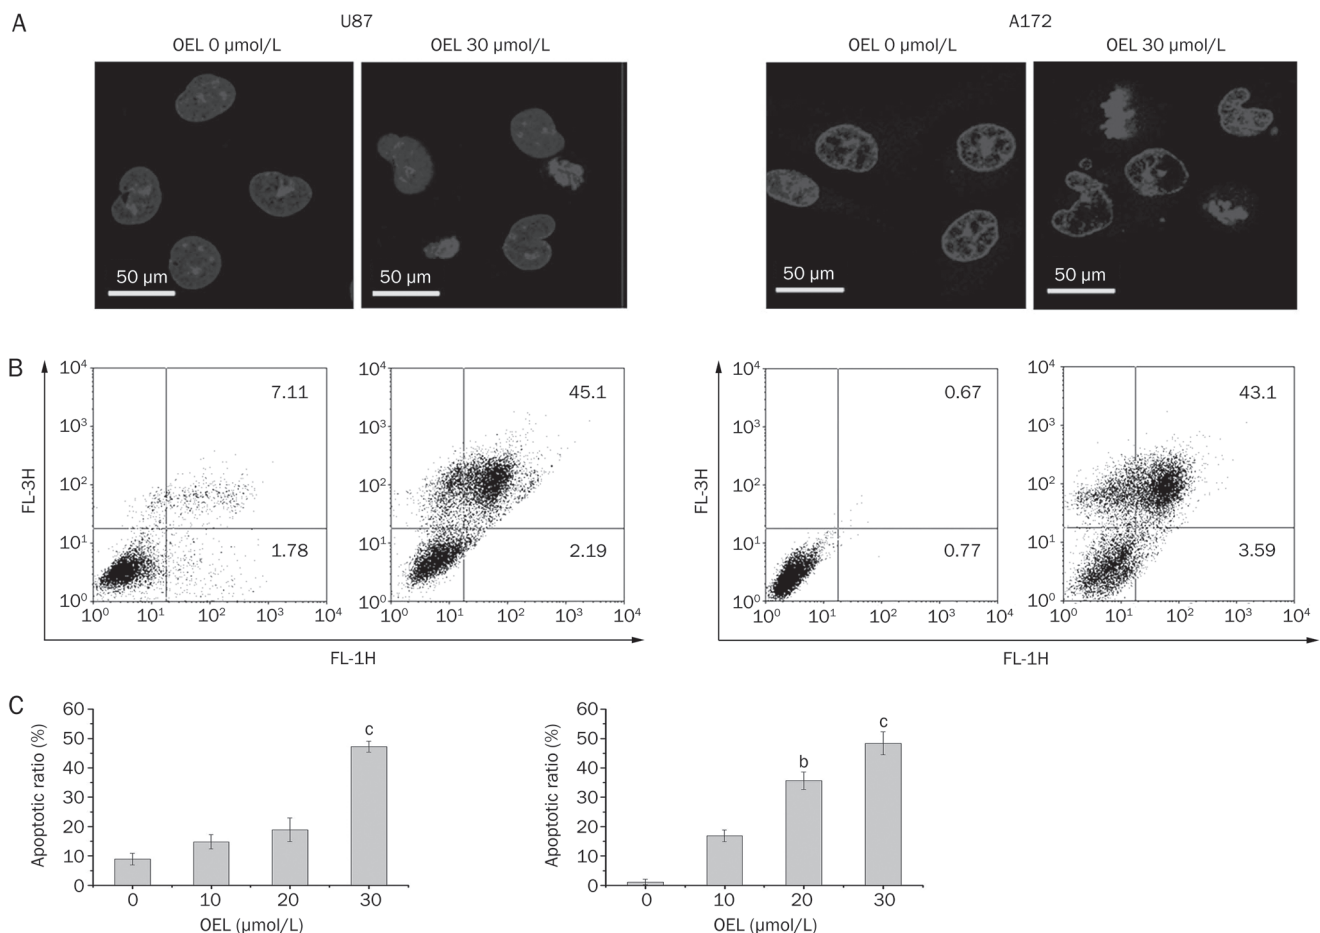 A
U87
A172
OEL 0 µmol/L
OEL 30 µmol/L
OEL 0 µmol/L
OEL 30 µmol/L
50 µm
50 µm
50 µm
50 µm
B
FL-3H
10⁴
10³
10²
10¹
10⁰
7.11
1.78
10⁰ 10¹ 10² 10³ 10⁴
10⁴
10³
10²
10¹
10⁰
45.1
2.19
10⁰ 10¹ 10² 10³ 10⁴
FL-1H
FL-3H
10⁴
10³
10²
10¹
10⁰
0.67
0.77
10⁰ 10¹ 10² 10³ 10⁴
10⁴
10³
10²
10¹
10⁰
43.1
3.59
10⁰ 10¹ 10² 10³ 10⁴
FL-1H
C
Apoptotic ratio (%)
60
50
40
30
20
10
0
c
0 10 20 30
OEL (µmol/L)
Apoptotic ratio (%)
60
50
40
30
20
10
0
b
c
0 10 20 30
OEL (µmol/L)